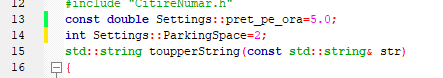 12 #include "CitireNumar.h"
13 const double Settings::pret_pe_ora=5.0;
14 int Settings::ParkingSpace=2;
15 std::string toupperString(const std::string& str)
16 {